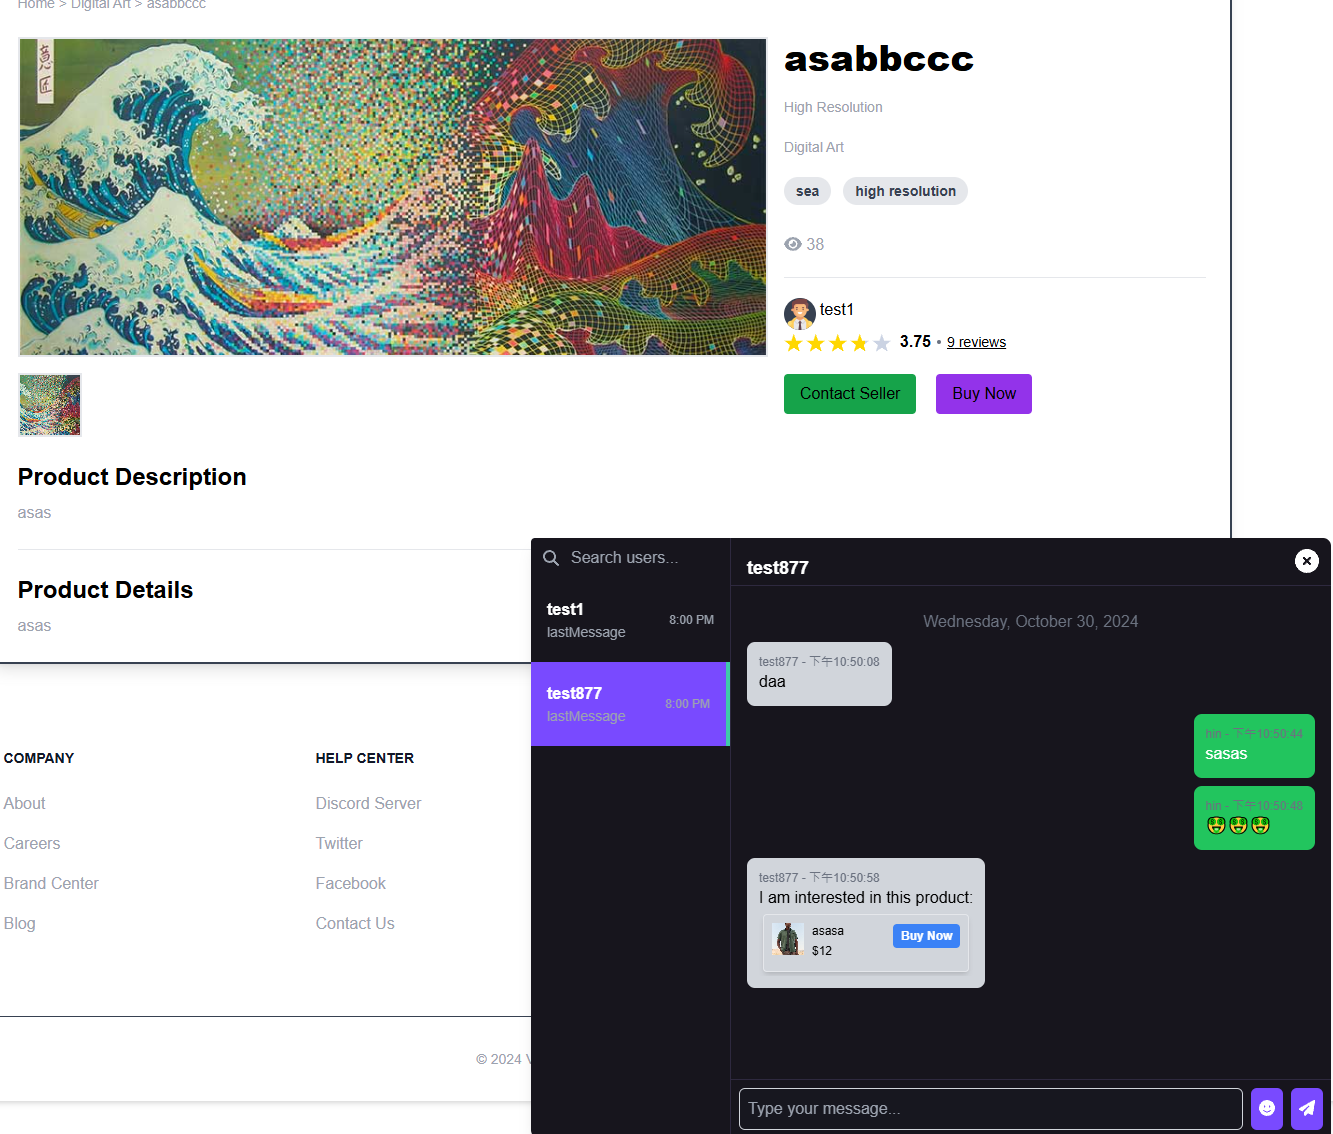 Home > Digital Art > asabbccc
意匠
asabbccc
High Resolution
Digital Art
sea
high resolution
38
test1
3.75 • 9 reviews
Contact Seller
Buy Now
Product Description
asas
Product Details
asas
COMPANY
About
Careers
Brand Center
Blog
HELP CENTER
Discord Server
Twitter
Facebook
Contact Us
© 2024
Search users...
test1
lastMessage
8:00 PM
test877
lastMessage
8:00 PM
test877
Wednesday, October 30, 2024
test877 - 下午10:50:08
daa
hin - 下午10:50:44
sasas
hin - 下午10:50:48
🤑🤑🤑
test877 - 下午10:50:58
I am interested in this product:
asasa
$12
Buy Now
Type your message...